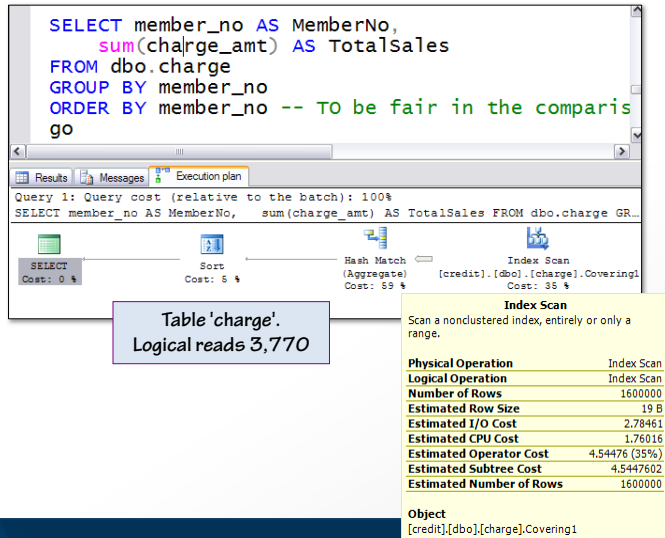 SELECT member_no AS MemberNo,
sum(charge_amt) AS TotalSales
FROM dbo.charge
GROUP BY member_no
ORDER BY member_no -- TO be fair in the comparis
go
Results Messages Execution plan
Query 1: Query cost (relative to the batch): 100%
SELECT member_no AS MemberNo, sum(charge_amt) AS TotalSales FROM dbo.charge GR…
SELECT
Cost: 0 %
Sort
Cost: 5 %
Hash Match
(Aggregate)
Cost: 59 %
Index Scan
[credit].[dbo].[charge].Covering1
Cost: 35 %
Table 'charge'.
Logical reads 3,770
Index Scan
Scan a nonclustered index, entirely or only a
range.
Physical Operation Index Scan
Logical Operation Index Scan
Number of Rows 1600000
Estimated Row Size 19 B
Estimated I/O Cost 2.78461
Estimated CPU Cost 1.76016
Estimated Operator Cost 4.54476 (35%)
Estimated Subtree Cost 4.5447602
Estimated Number of Rows 1600000
Object
[credit].[dbo].[charge].Covering1